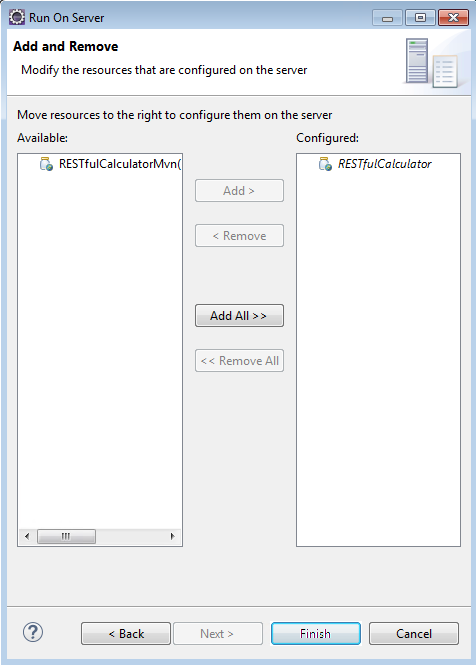 Run On Server
Add and Remove
Modify the resources that are configured on the server
Move resources to the right to configure them on the server
Available:
Configured:
RESTfulCalculatorMvn(
RESTfulCalculator
Add >
< Remove
Add All >>
<< Remove All
?
< Back
Next >
Finish
Cancel